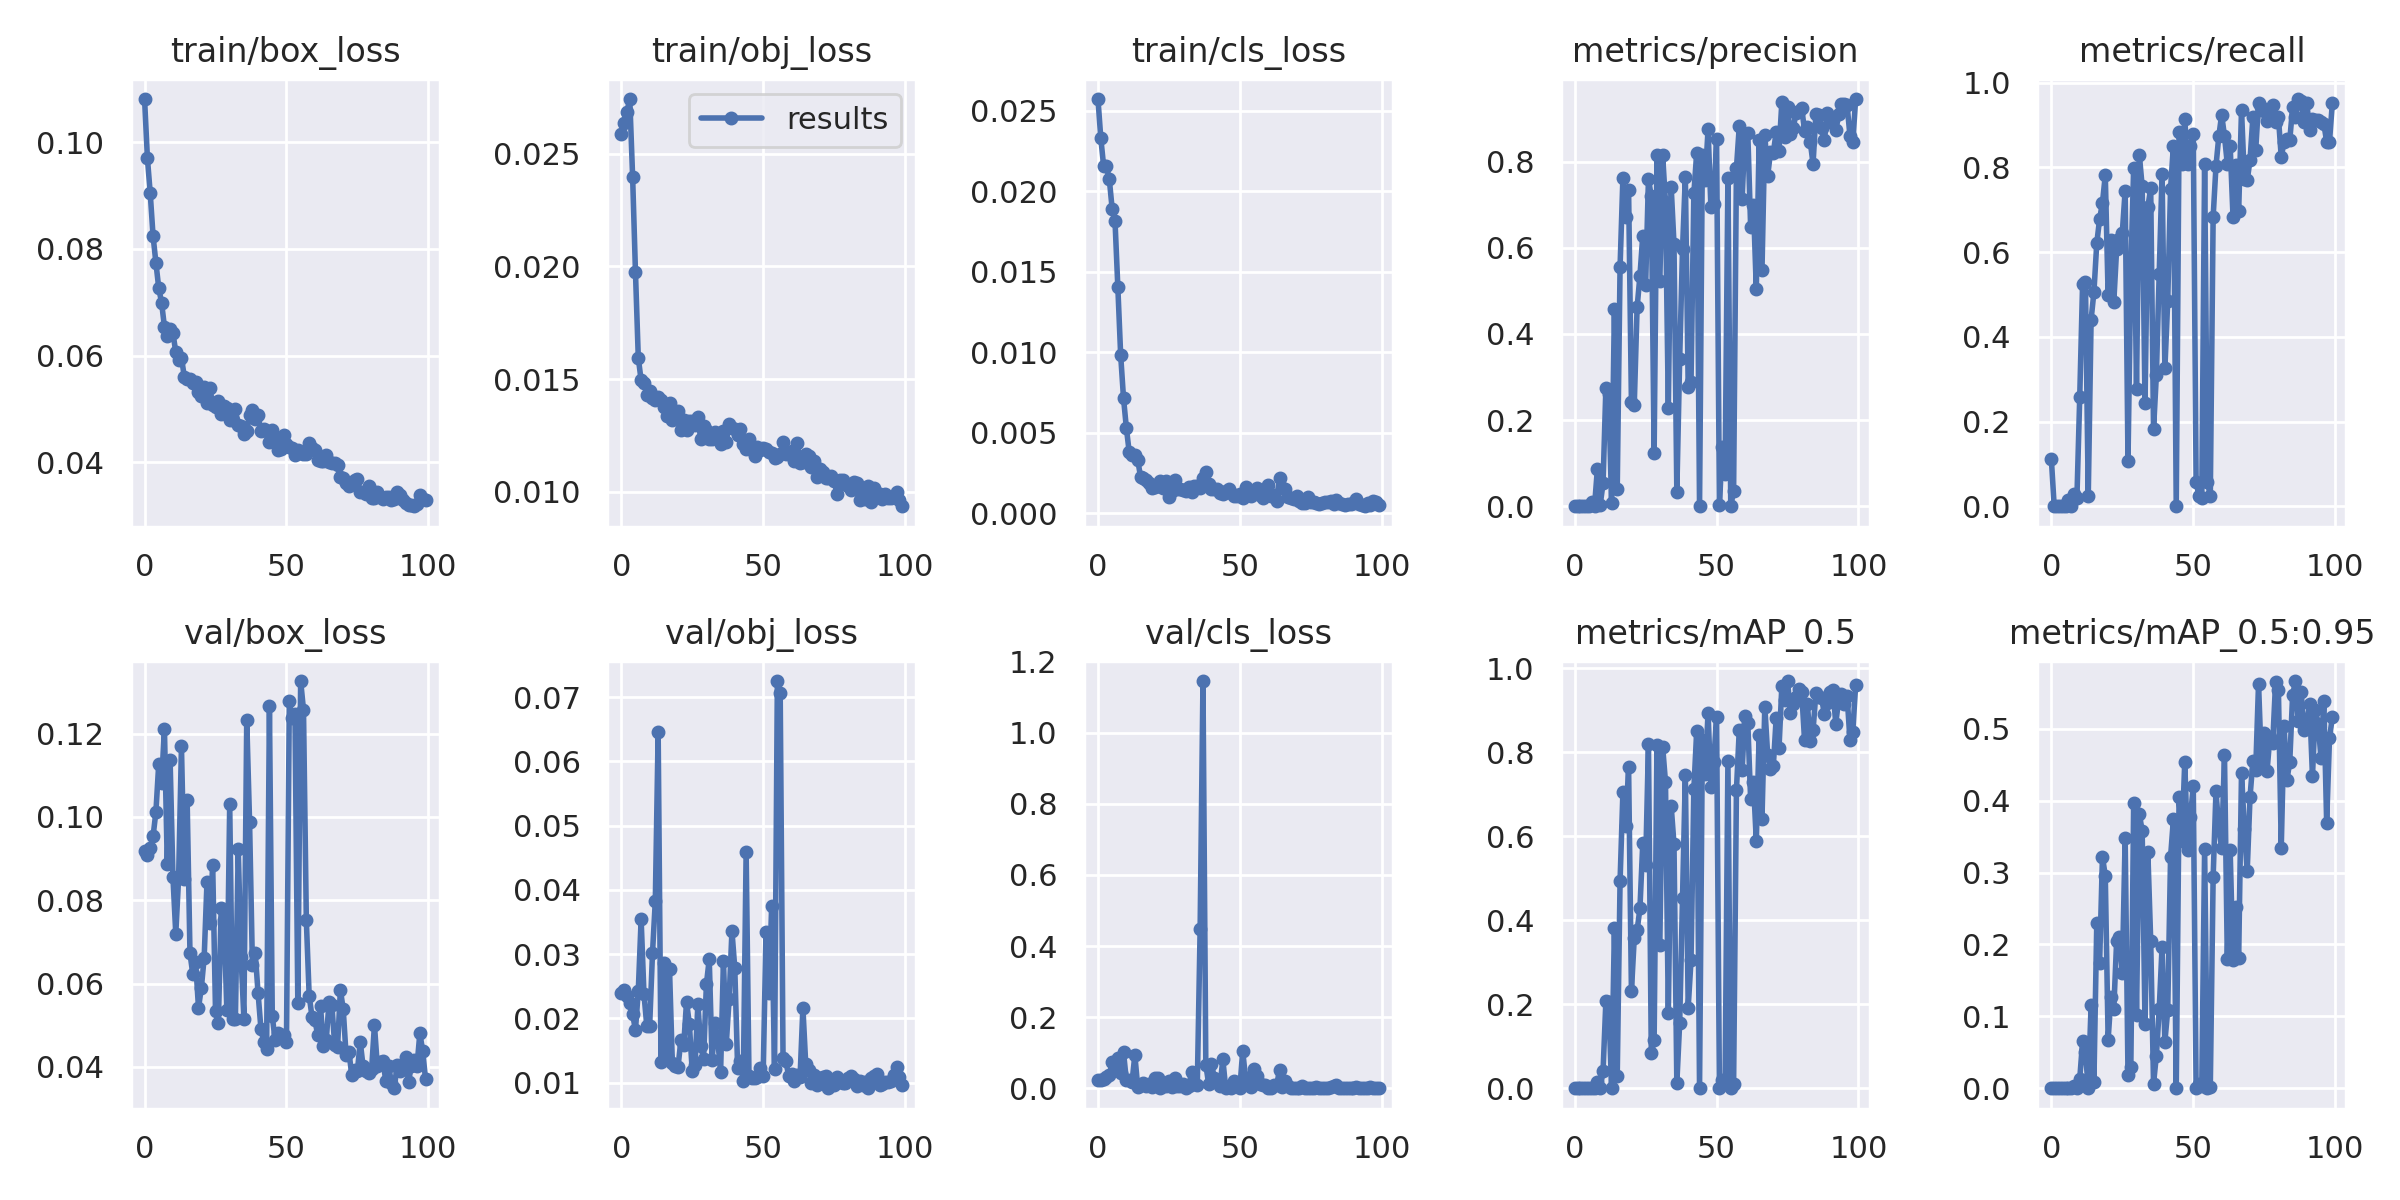 train/box_loss
0.10
0.08
0.06
0.04
0 50 100
train/obj_loss
results
0.025
0.020
0.015
0.010
0 50 100
train/cls_loss
0.025
0.020
0.015
0.010
0.005
0.000
0 50 100
metrics/precision
0.8
0.6
0.4
0.2
0.0
0 50 100
metrics/recall
1.0
0.8
0.6
0.4
0.2
0.0
0 50 100
val/box_loss
0.12
0.10
0.08
0.06
0.04
0 50 100
val/obj_loss
0.07
0.06
0.05
0.04
0.03
0.02
0.01
0 50 100
val/cls_loss
1.2
1.0
0.8
0.6
0.4
0.2
0.0
0 50 100
metrics/mAP_0.5
1.0
0.8
0.6
0.4
0.2
0.0
0 50 100
metrics/mAP_0.5:0.95
0.5
0.4
0.3
0.2
0.1
0.0
0 50 100